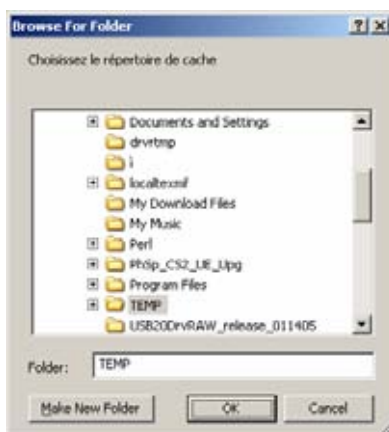 Browse For Folder
Choisissez le répertoire de cache
Documents and Settings
drvrtmp
i
localtexmf
My Download Files
My Music
Perl
PhSp_CS2_UE_Upg
Program Files
TEMP
USB20DrvRAW_release_011405
Folder: TEMP
Make New Folder OK Cancel